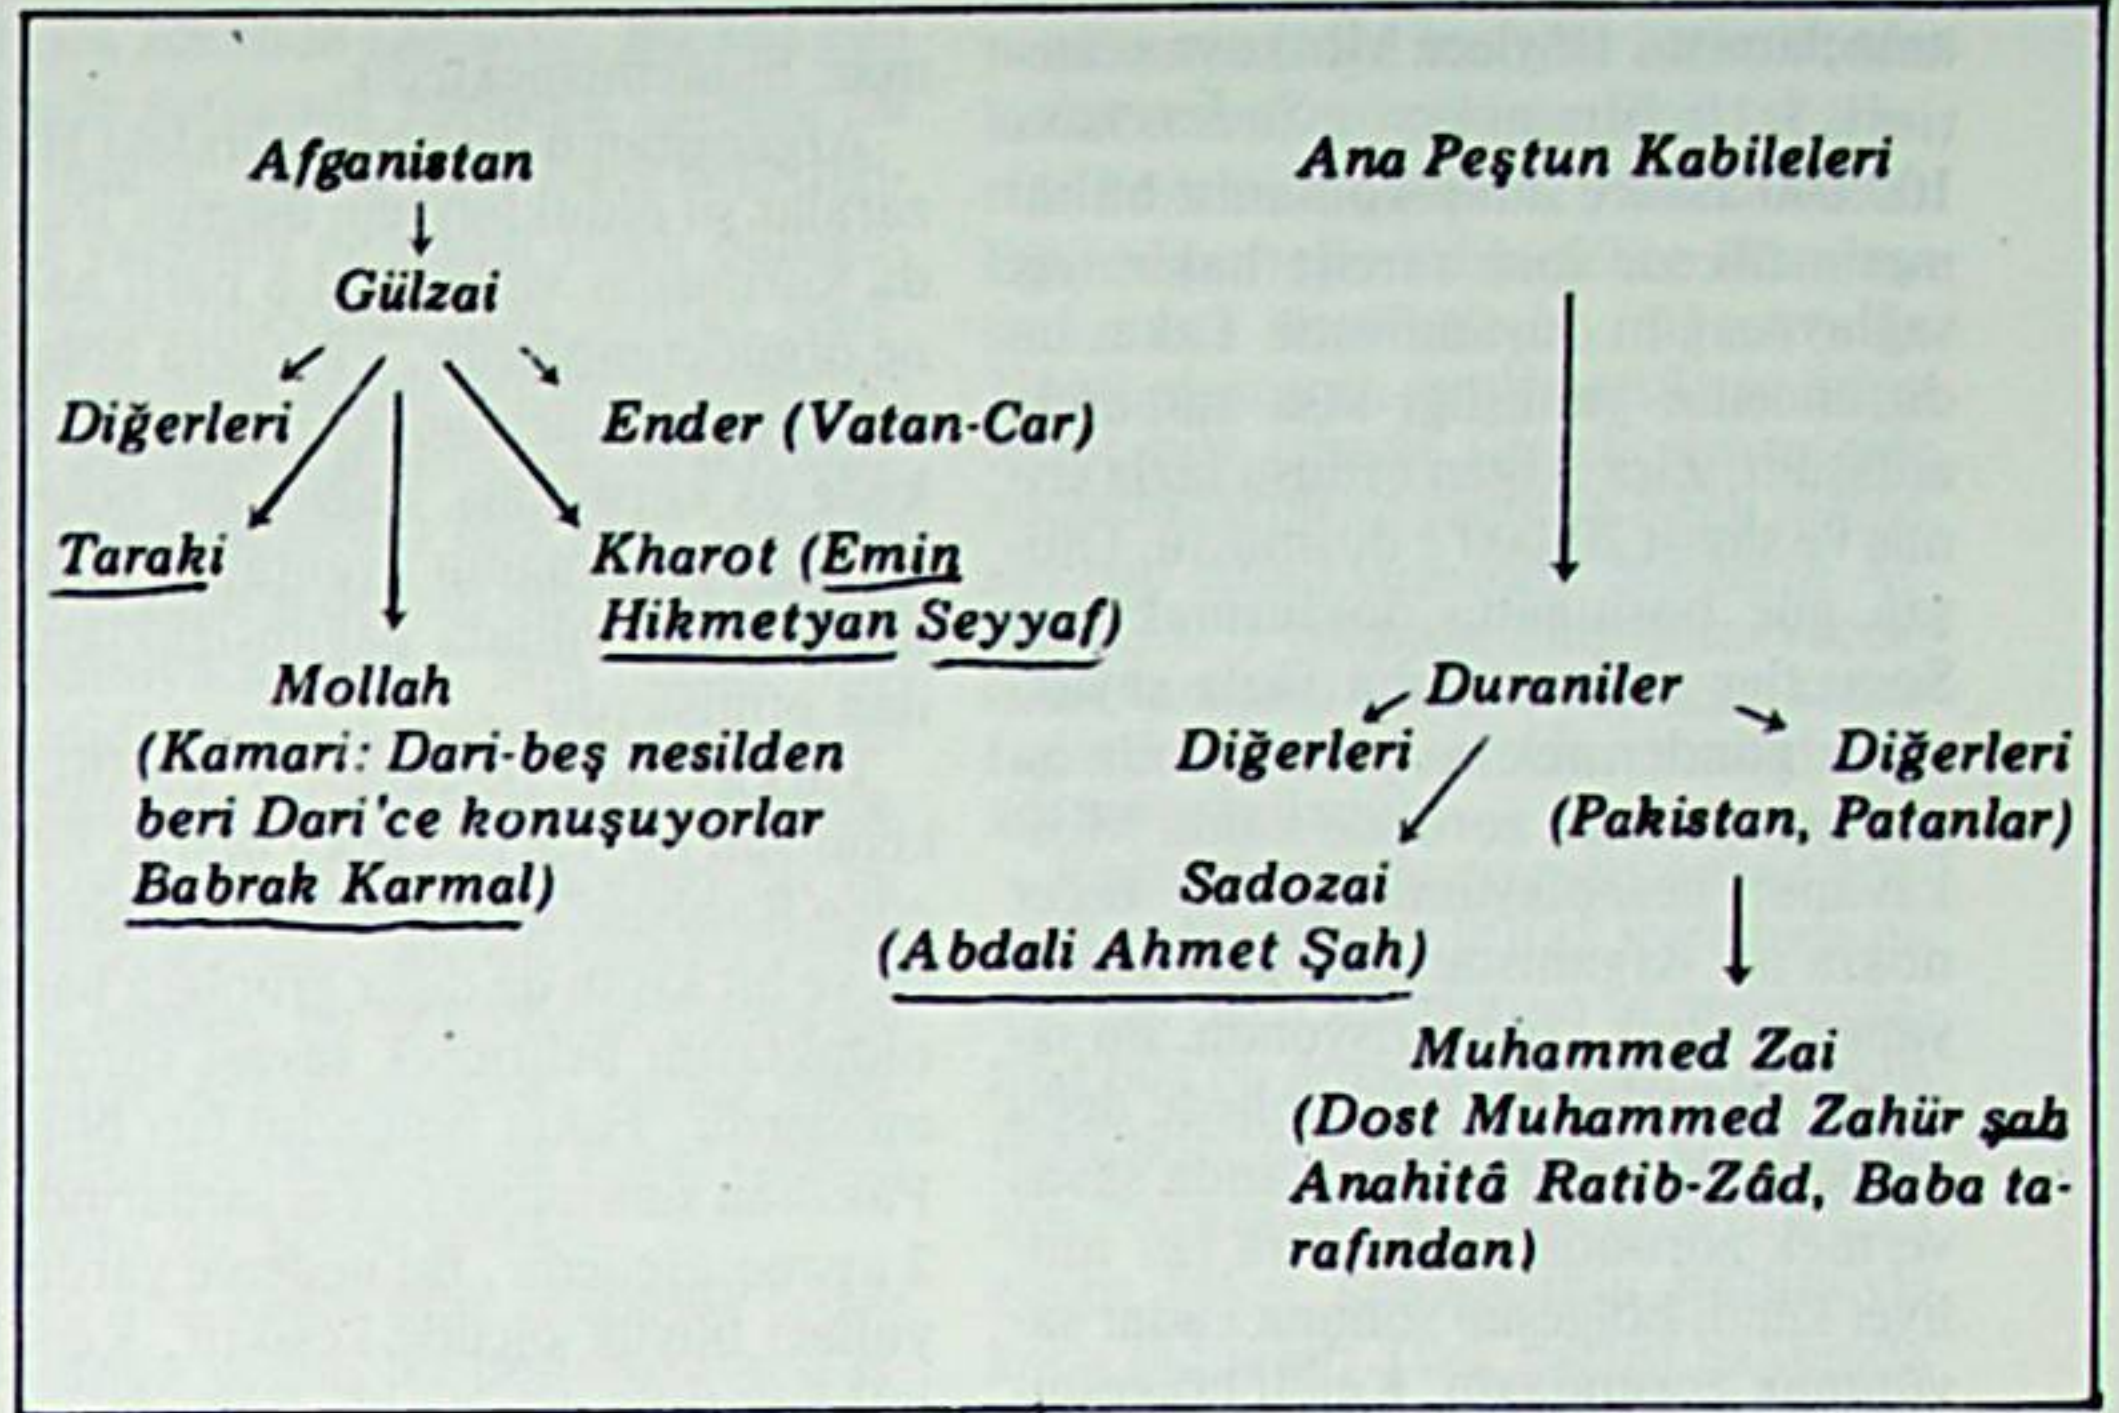 Afganistan
Gülzai
Diğerleri
Ender (Vatan-Car)
Taraki
Kharot (Emin
Hikmetyan Seyyaf)
Mollah
(Kamari: Dari-beş nesilden
beri Dari'ce konuşuyorlar
Babrak Karmal)
Ana Peştun Kabileleri
Duraniler
Diğerleri
Diğerleri
(Pakistan, Patanlar)
Sadozai
(Abdali Ahmet Şah)
Muhammed Zai
(Dost Muhammed Zahür şah
Anahitâ Ratib-Zâd, Baba ta-
rafından)